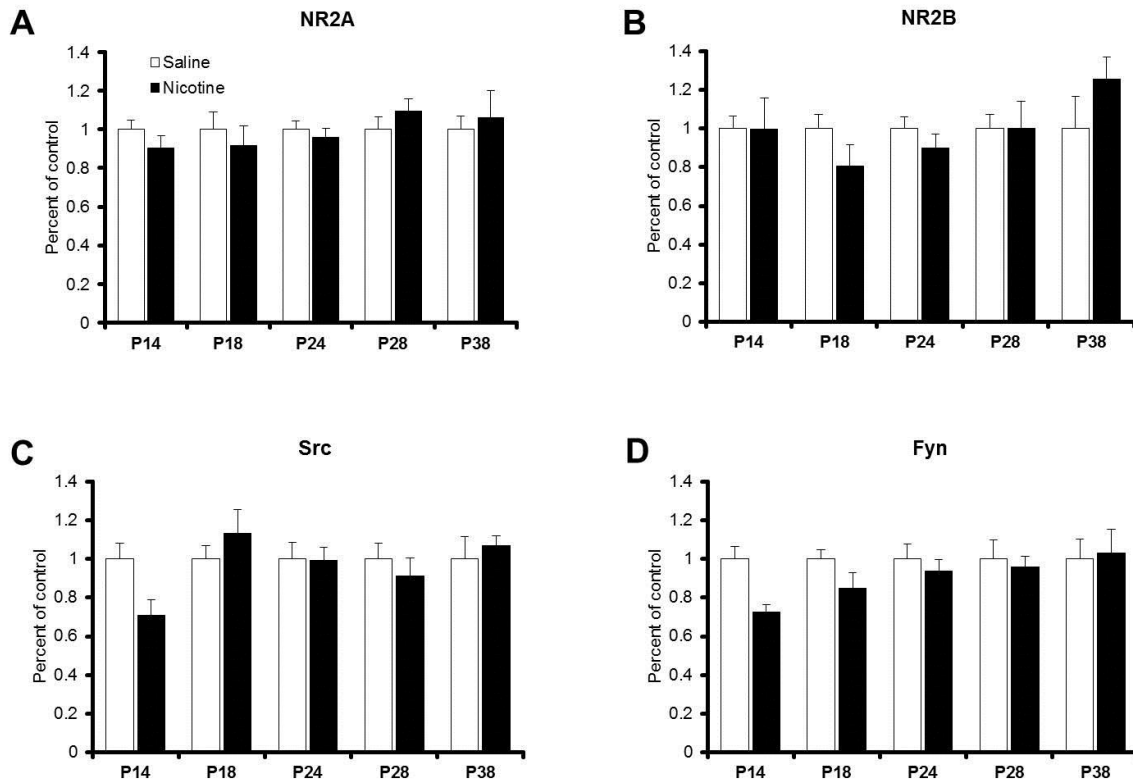 A
NR2A
Percent of control
1.4
1.2
1
0.8
0.6
0.4
0.2
0
Saline
Nicotine
P14 P18 P24 P28 P38
B
NR2B
Percent of control
1.4
1.2
1
0.8
0.6
0.4
0.2
0
P14 P18 P24 P28 P38
C
Src
Percent of control
1.4
1.2
1
0.8
0.6
0.4
0.2
0
P14 P18 P24 P28 P38
D
Fyn
Percent of control
1.4
1.2
1
0.8
0.6
0.4
0.2
0
P14 P18 P24 P28 P38